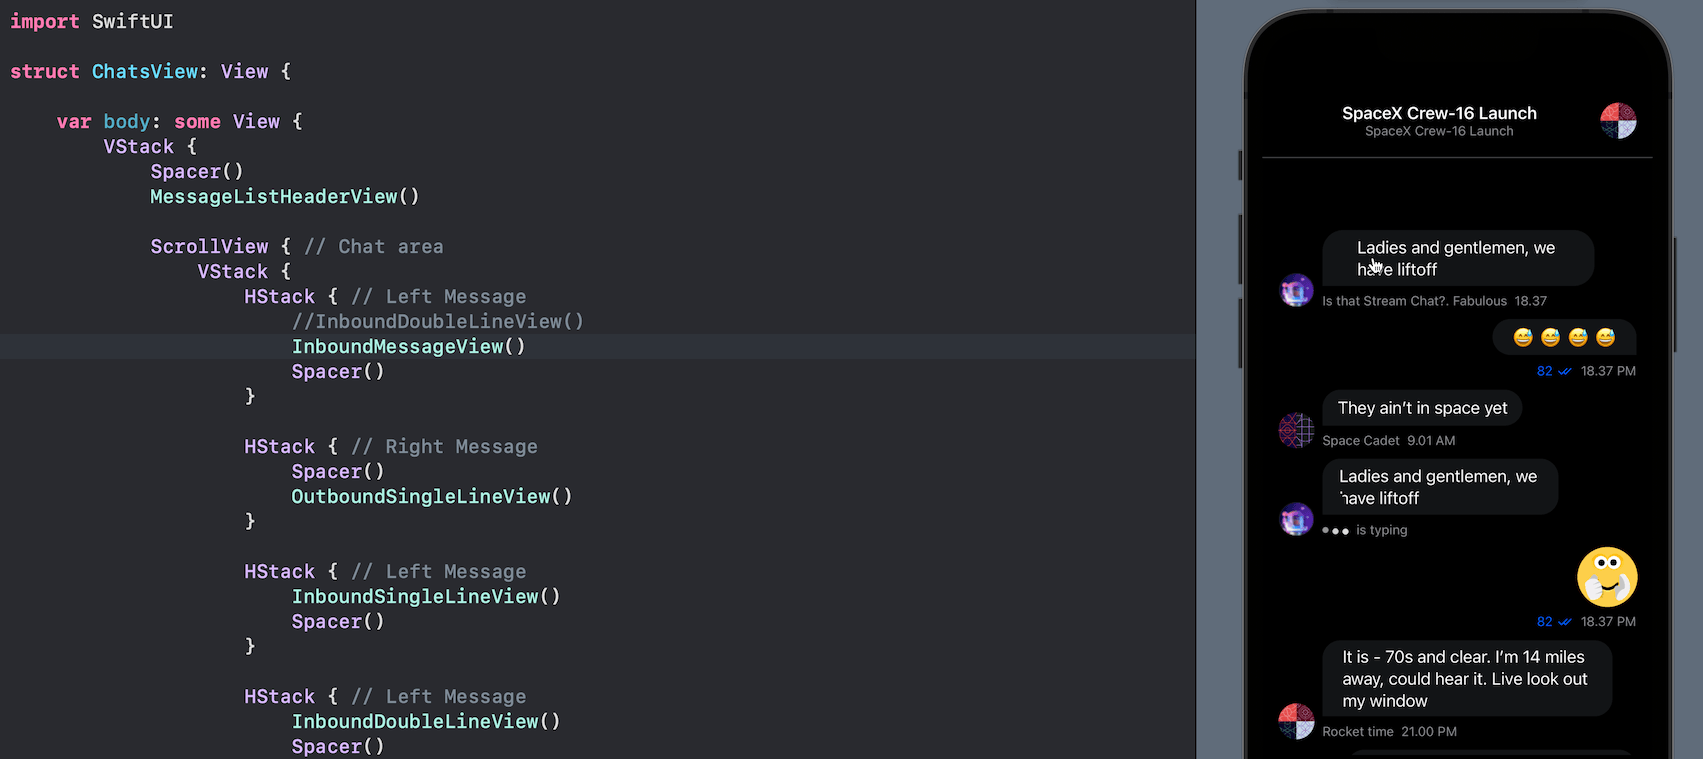 import SwiftUI
struct ChatsView: View {
var body: some View {
VStack {
Spacer()
MessageListHeaderView()
ScrollView { // Chat area
VStack {
HStack { // Left Message
//InboundDoubleLineView()
InboundMessageView()
Spacer()
}
HStack { // Right Message
Spacer()
OutboundSingleLineView()
}
HStack { // Left Message
InboundSingleLineView()
Spacer()
}
HStack { // Left Message
InboundDoubleLineView()
Spacer()
SpaceX Crew-16 Launch
SpaceX Crew-16 Launch
Ladies and gentlemen, we
have liftoff
Is that Stream Chat?. Fabulous 18.37
😅 😅 😅 😅
82 18.37 PM
They ain’t in space yet
Space Cadet 9.01 AM
Ladies and gentlemen, we
have liftoff
is typing
82 18.37 PM
It is - 70s and clear. I’m 14 miles
away, could hear it. Live look out
my window
Rocket time 21.00 PM